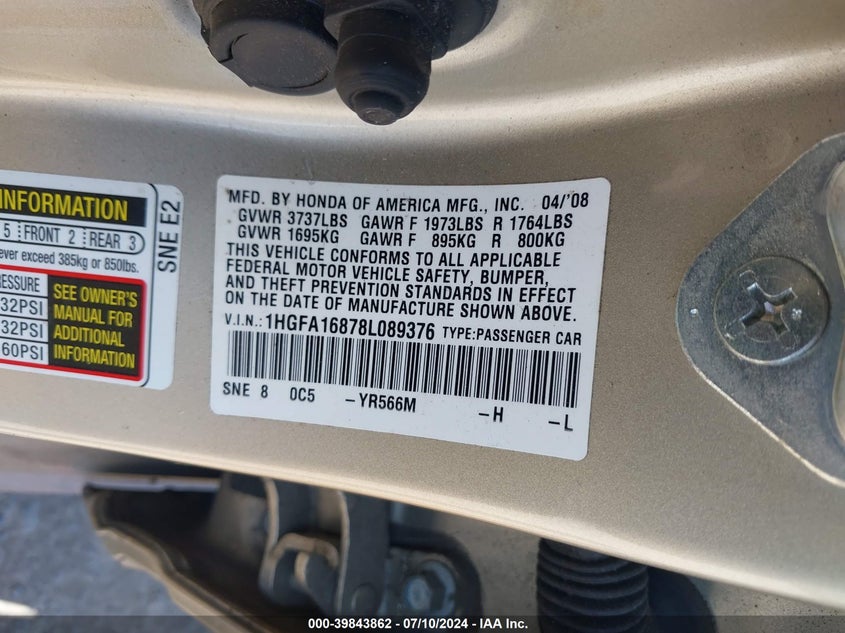 INFORMATION
5 FRONT 2 REAR 3
ever exceed 385kg or 850lbs.
SNE E2
ESSURE
32PSI
32PSI
60PSI
SEE OWNER'S
MANUAL FOR
ADDITIONAL
INFORMATION
MFD. BY HONDA OF AMERICA MFG., INC. 04/'08
GVWR 3737LBS GAWR F 1973LBS R 1764LBS
GVWR 1695KG GAWR F 895KG R 800KG
THIS VEHICLE CONFORMS TO ALL APPLICABLE
FEDERAL MOTOR VEHICLE SAFETY, BUMPER,
AND THEFT PREVENTION STANDARDS IN EFFECT
ON THE DATE OF MANUFACTURE SHOWN ABOVE.
V.I.N.: 1HGFA16878L089376 TYPE:PASSENGER CAR
SNE 8 0C5 -YR566M -H -L
000-39843862 - 07/10/2024 - IAA Inc.